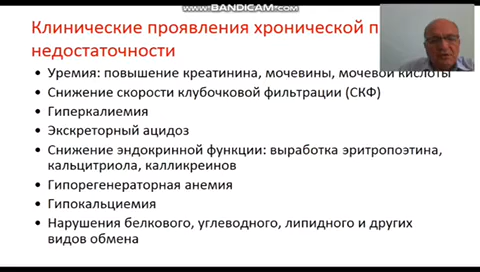 www.BANDICAM.com
Клинические проявления хронической п
недостаточности
• Уремия: повышение креатинина, мочевины, мочевой кислоты
• Снижение скорости клубочковой фильтрации (СКФ)
• Гиперкалиемия
• Экскреторный ацидоз
• Снижение эндокринной функции: выработка эритропоэтина,
кальцитриола, калликреинов
• Гипорегенераторная анемия
• Гипокальциемия
• Нарушения белкового, углеводного, липидного и других
видов обмена